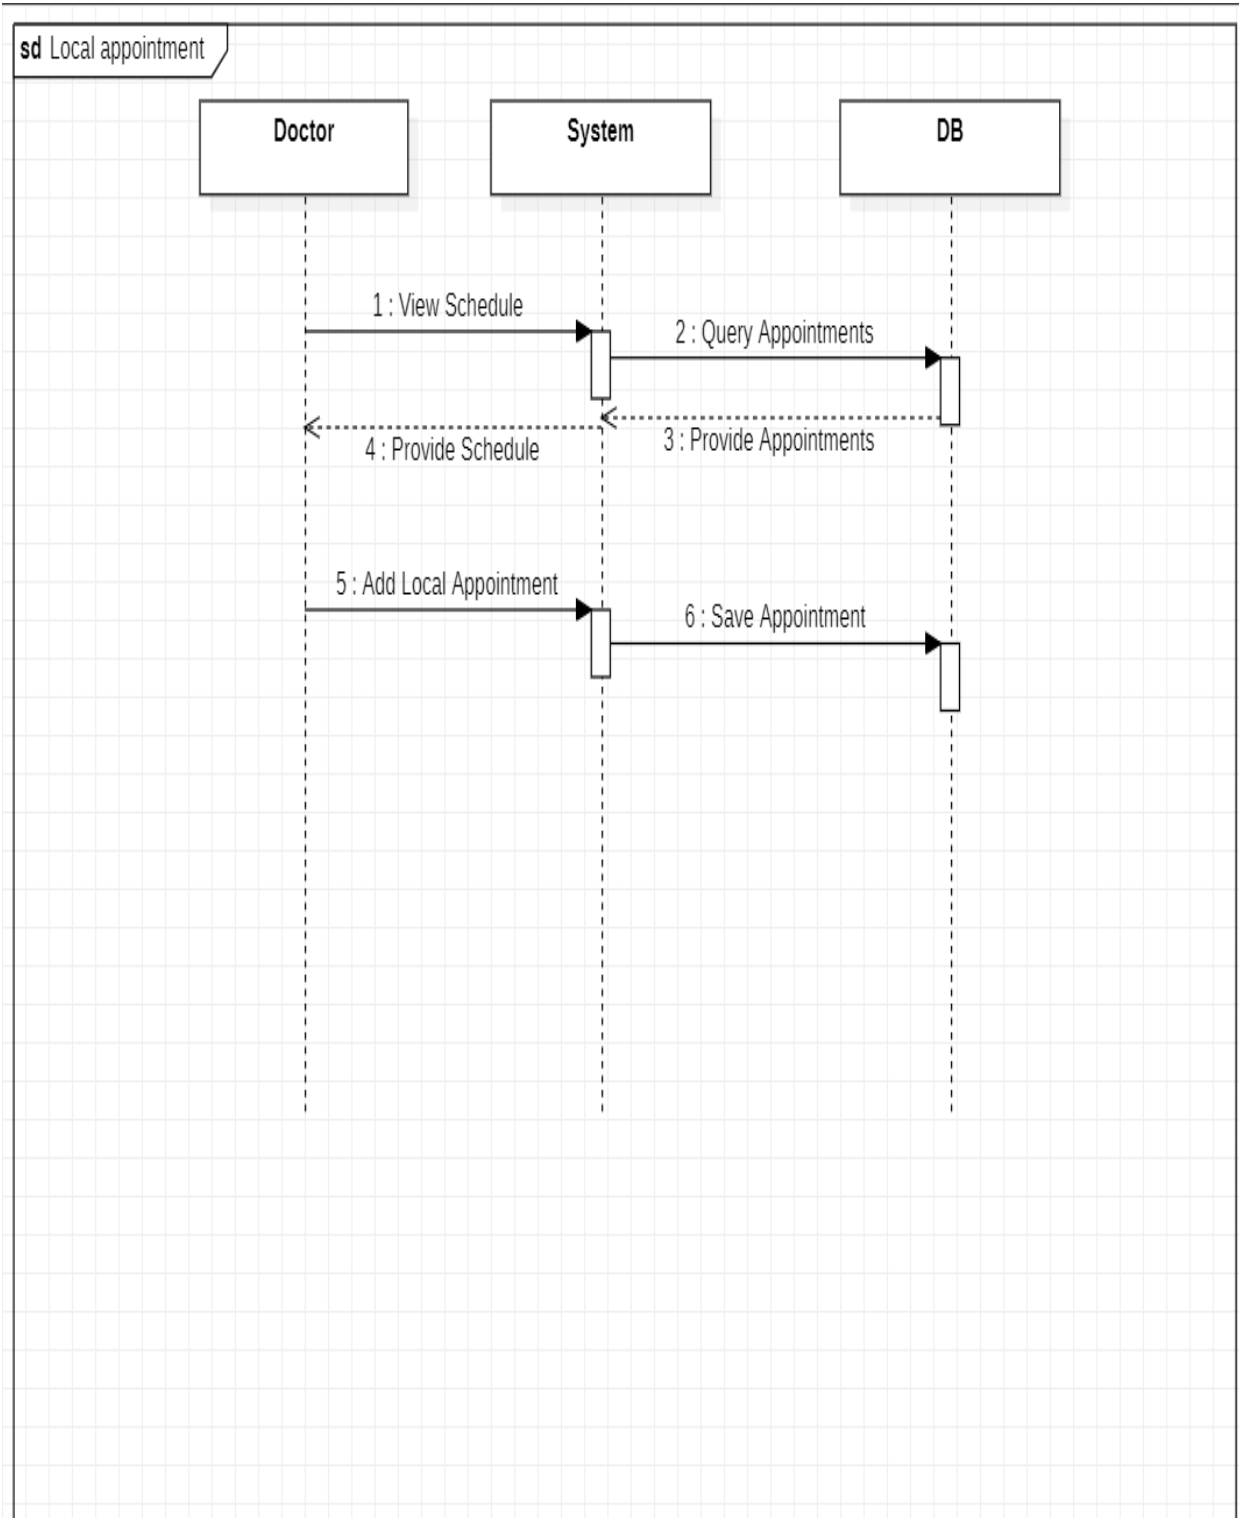 sd Local appointment
Doctor
System
DB
1 : View Schedule
2 : Query Appointments
3 : Provide Appointments
4 : Provide Schedule
5 : Add Local Appointment
6 : Save Appointment